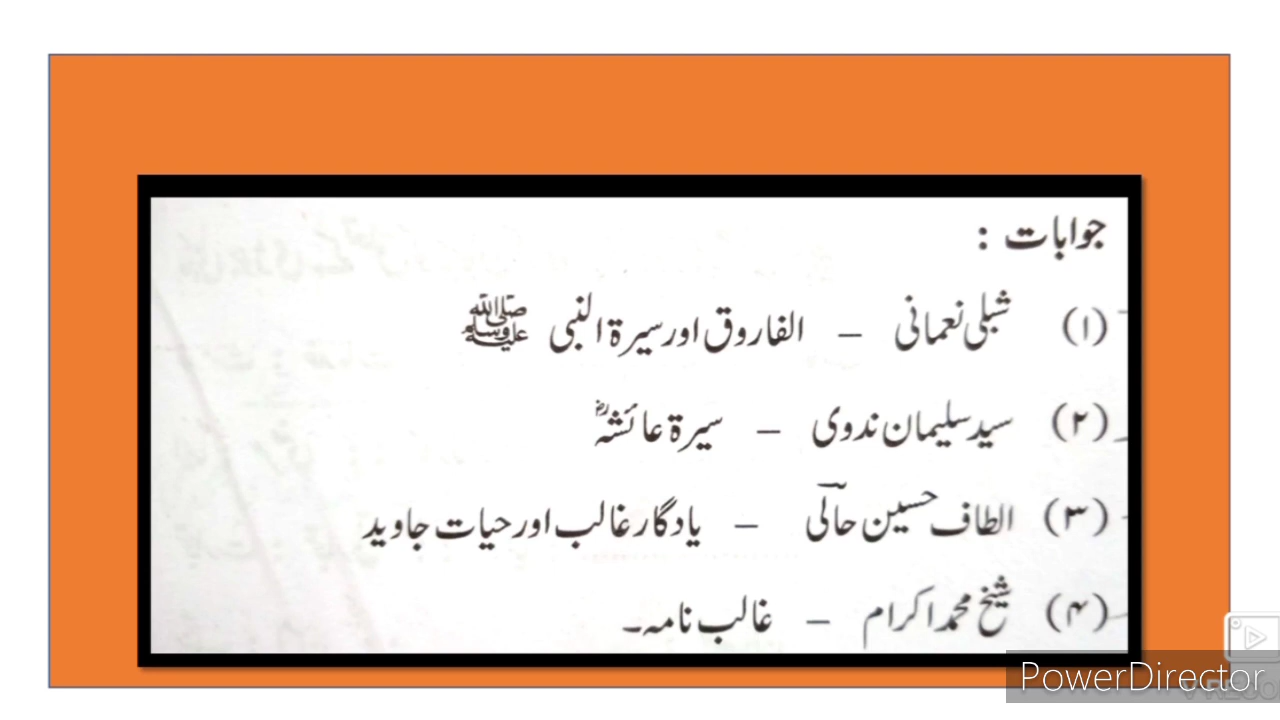 جوابات :
(۱) شبلی نعمانی – الفاروق اور سیرۃ النبی ﷺ
(۲) سید سلیمان ندوی – سیرۃ عائشہؓ
(۳) الطاف حسین حالؔی – یادگار غالب اور حیات جاوید
(۴) شیخ محمد اکرام – غالب نامہ۔
PowerDirector